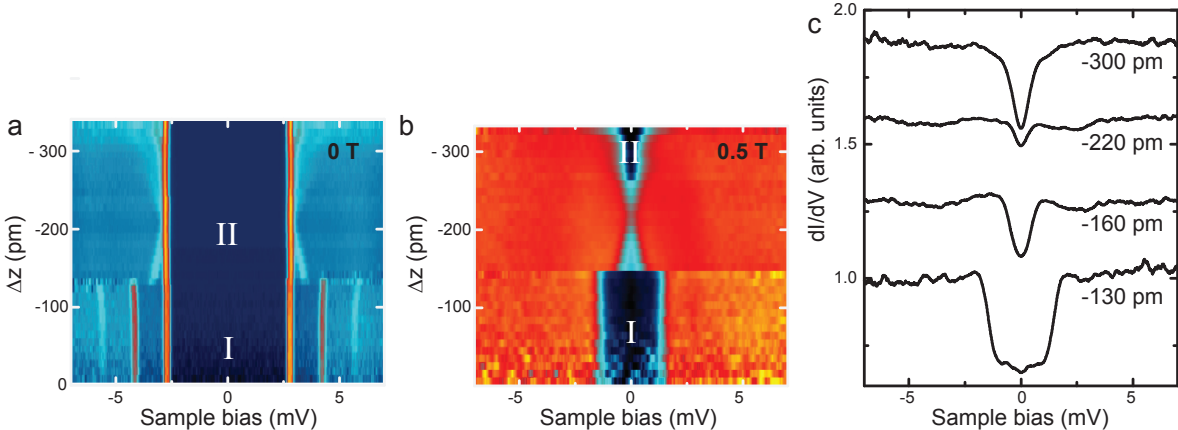 a
0 T
II
I
Δz (pm)
- 300
-200
-100
0
-5
0
5
Sample bias (mV)
b
0.5 T
II
I
Δz (pm)
- 300
-200
-100
0
-5
0
5
Sample bias (mV)
c
dI/dV (arb. units)
2.0
1.5
1.0
-300 pm
-220 pm
-160 pm
-130 pm
-5
0
5
Sample bias (mV)